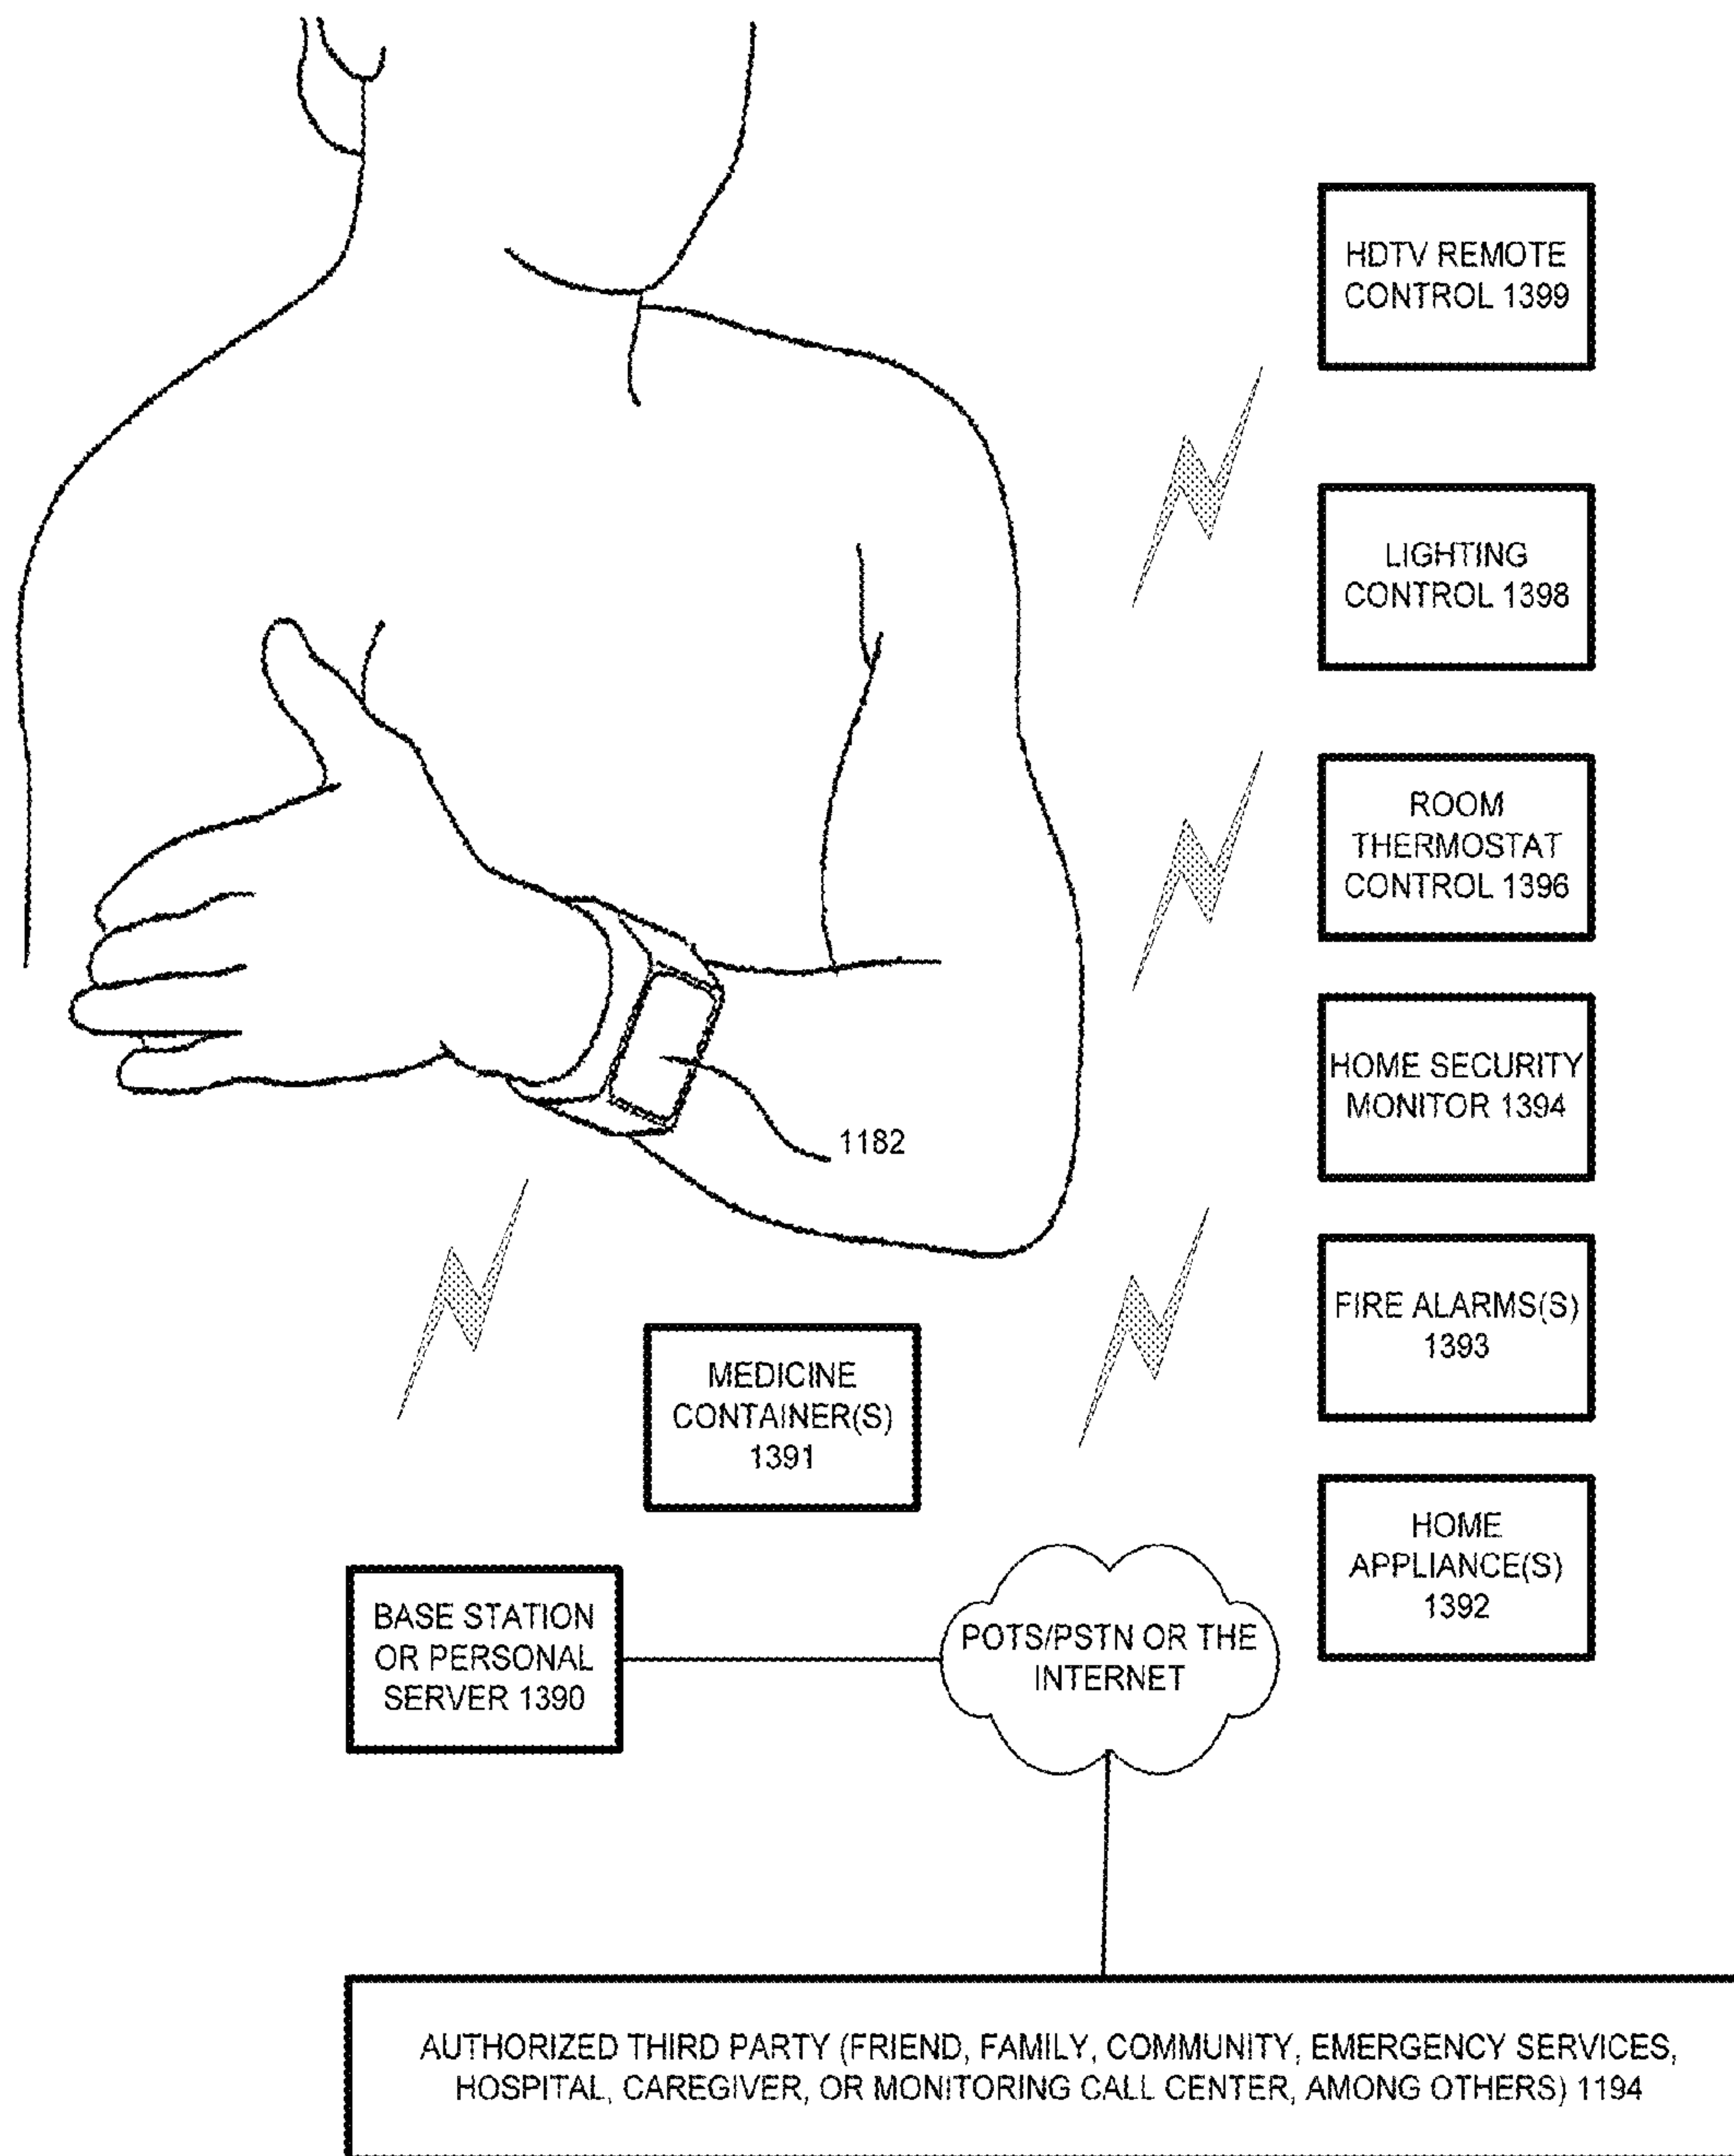 HDTV REMOTE
CONTROL 1399
LIGHTING
CONTROL 1398
ROOM
THERMOSTAT
CONTROL 1396
HOME SECURITY
MONITOR 1394
1182
FIRE ALARMS(S)
1393
MEDICINE
CONTAINER(S)
1391
HOME
APPLIANCE(S)
1392
BASE STATION
OR PERSONAL
SERVER 1390
POTS/PSTN OR THE
INTERNET
AUTHORIZED THIRD PARTY (FRIEND, FAMILY, COMMUNITY, EMERGENCY SERVICES,
HOSPITAL, CAREGIVER, OR MONITORING CALL CENTER, AMONG OTHERS) 1194